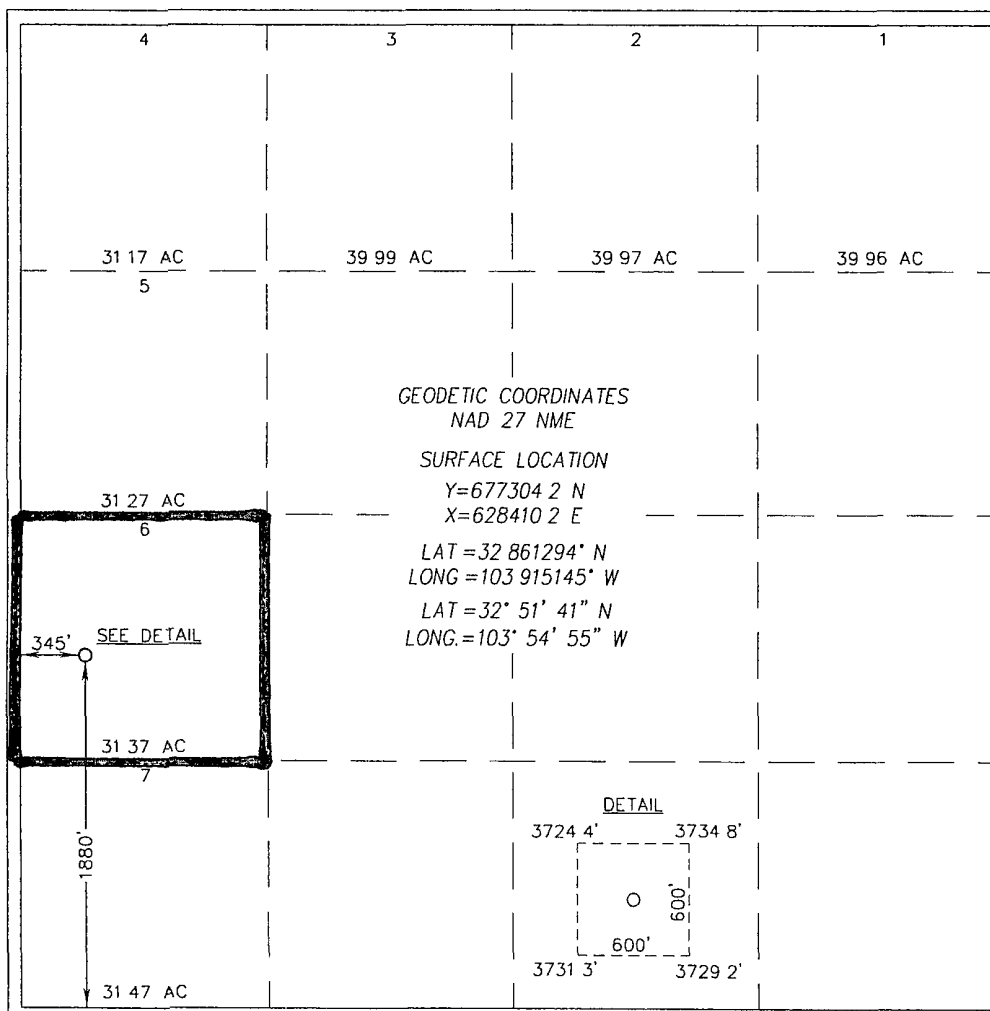 4 3 2 1
31 17 AC 39 99 AC 39 97 AC 39 96 AC
5
GEODETIC COORDINATES
NAD 27 NME
SURFACE LOCATION
Y=677304 2 N
X=628410 2 E
LAT =32 861294° N
LONG =103 915145° W
LAT =32° 51' 41" N
LONG.=103° 54' 55" W
31 27 AC
6
345' SEE DETAIL
31 37 AC
7
1880'
DETAIL
3724 4' 3734 8'
600'
600'
3731 3' 3729 2'
31 47 AC